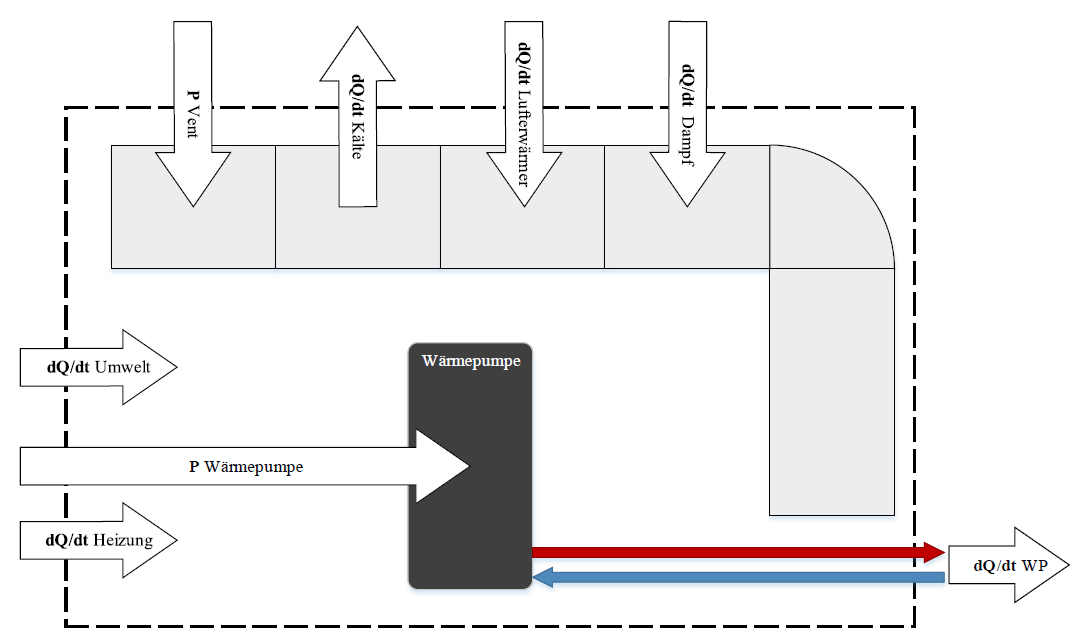 P Vent
dQ/dt Kälte
dQ/dt Lufterwärmer
dQ/dt Dampf
dQ/dt Umwelt
Wärmepumpe
P Wärmepumpe
dQ/dt Heizung
dQ/dt WP